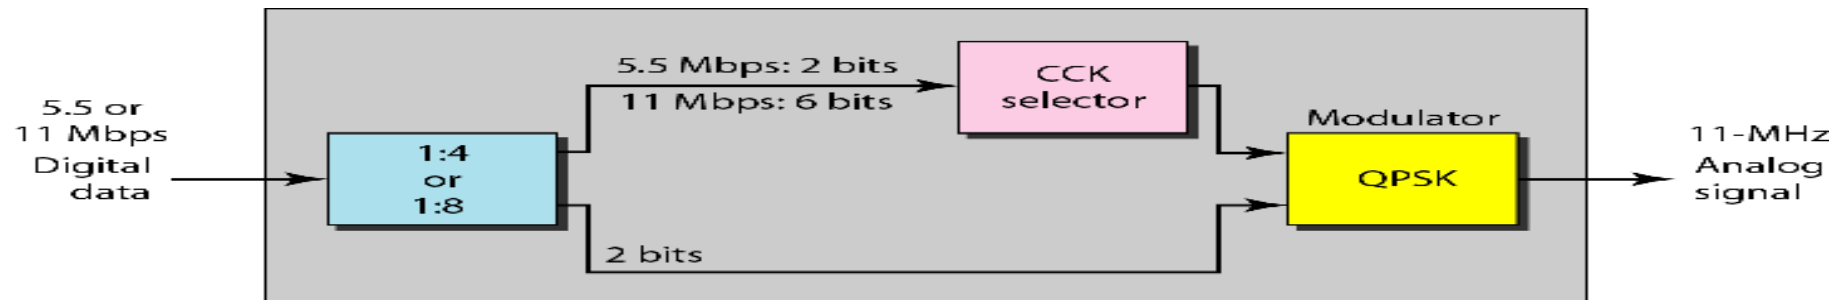 5.5 or
11 Mbps
Digital
data
1:4
or
1:8
5.5 Mbps: 2 bits
11 Mbps: 6 bits
2 bits
CCK
selector
Modulator
QPSK
11-MHz
Analog
signal